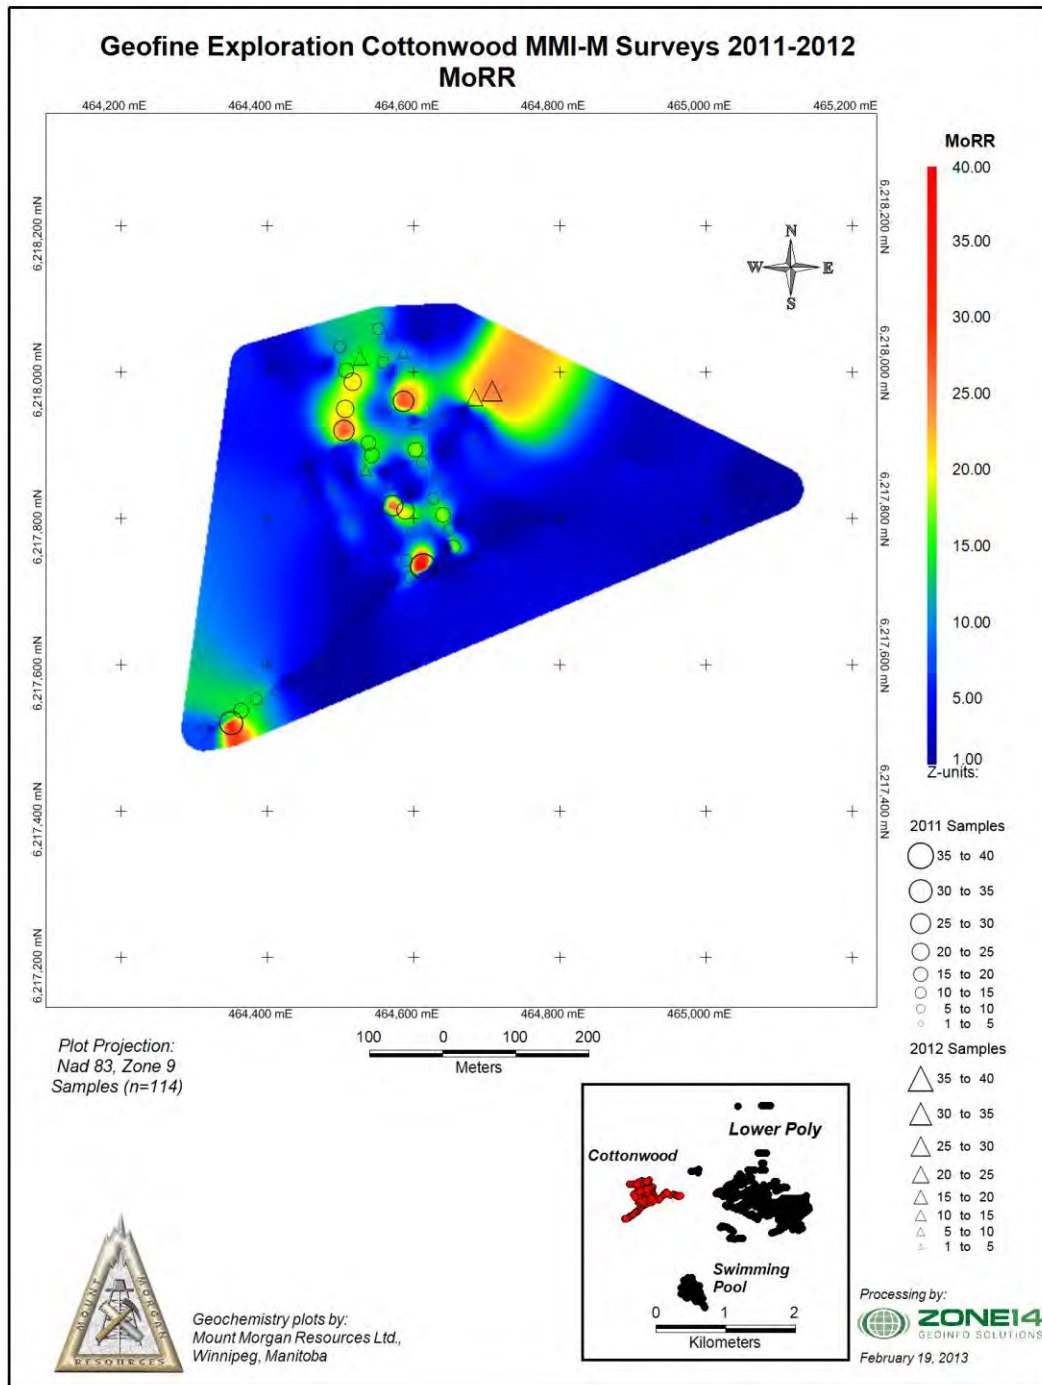 Geofine Exploration Cottonwood MMI-M Surveys 2011-2012
MoRR
464,200 mE
464,400 mE
464,600 mE
464,800 mE
465,000 mE
465,200 mE
6,218,200 mN
6,218,000 mN
6,217,800 mN
6,217,600 mN
6,217,400 mN
6,217,200 mN
6,218,200 mN
6,218,000 mN
6,217,800 mN
6,217,600 mN
6,217,400 mN
N
W E
S
464,400 mE
464,600 mE
464,800 mE
465,000 mE
MoRR
40.00
35.00
30.00
25.00
20.00
15.00
10.00
5.00
1.00
Z-units:
2011 Samples
35 to 40
30 to 35
25 to 30
20 to 25
15 to 20
10 to 15
5 to 10
1 to 5
2012 Samples
35 to 40
30 to 35
25 to 30
20 to 25
15 to 20
10 to 15
5 to 10
1 to 5
Plot Projection:
Nad 83, Zone 9
Samples (n=114)
100 0 100 200
Meters
Lower Poly
Cottonwood
Swimming
Pool
0 1 2
Kilometers
MOUNT MORGAN
RESOURCES
Geochemistry plots by:
Mount Morgan Resources Ltd.,
Winnipeg, Manitoba
Processing by:
ZONE14
GEOINFO SOLUTIONS
February 19, 2013